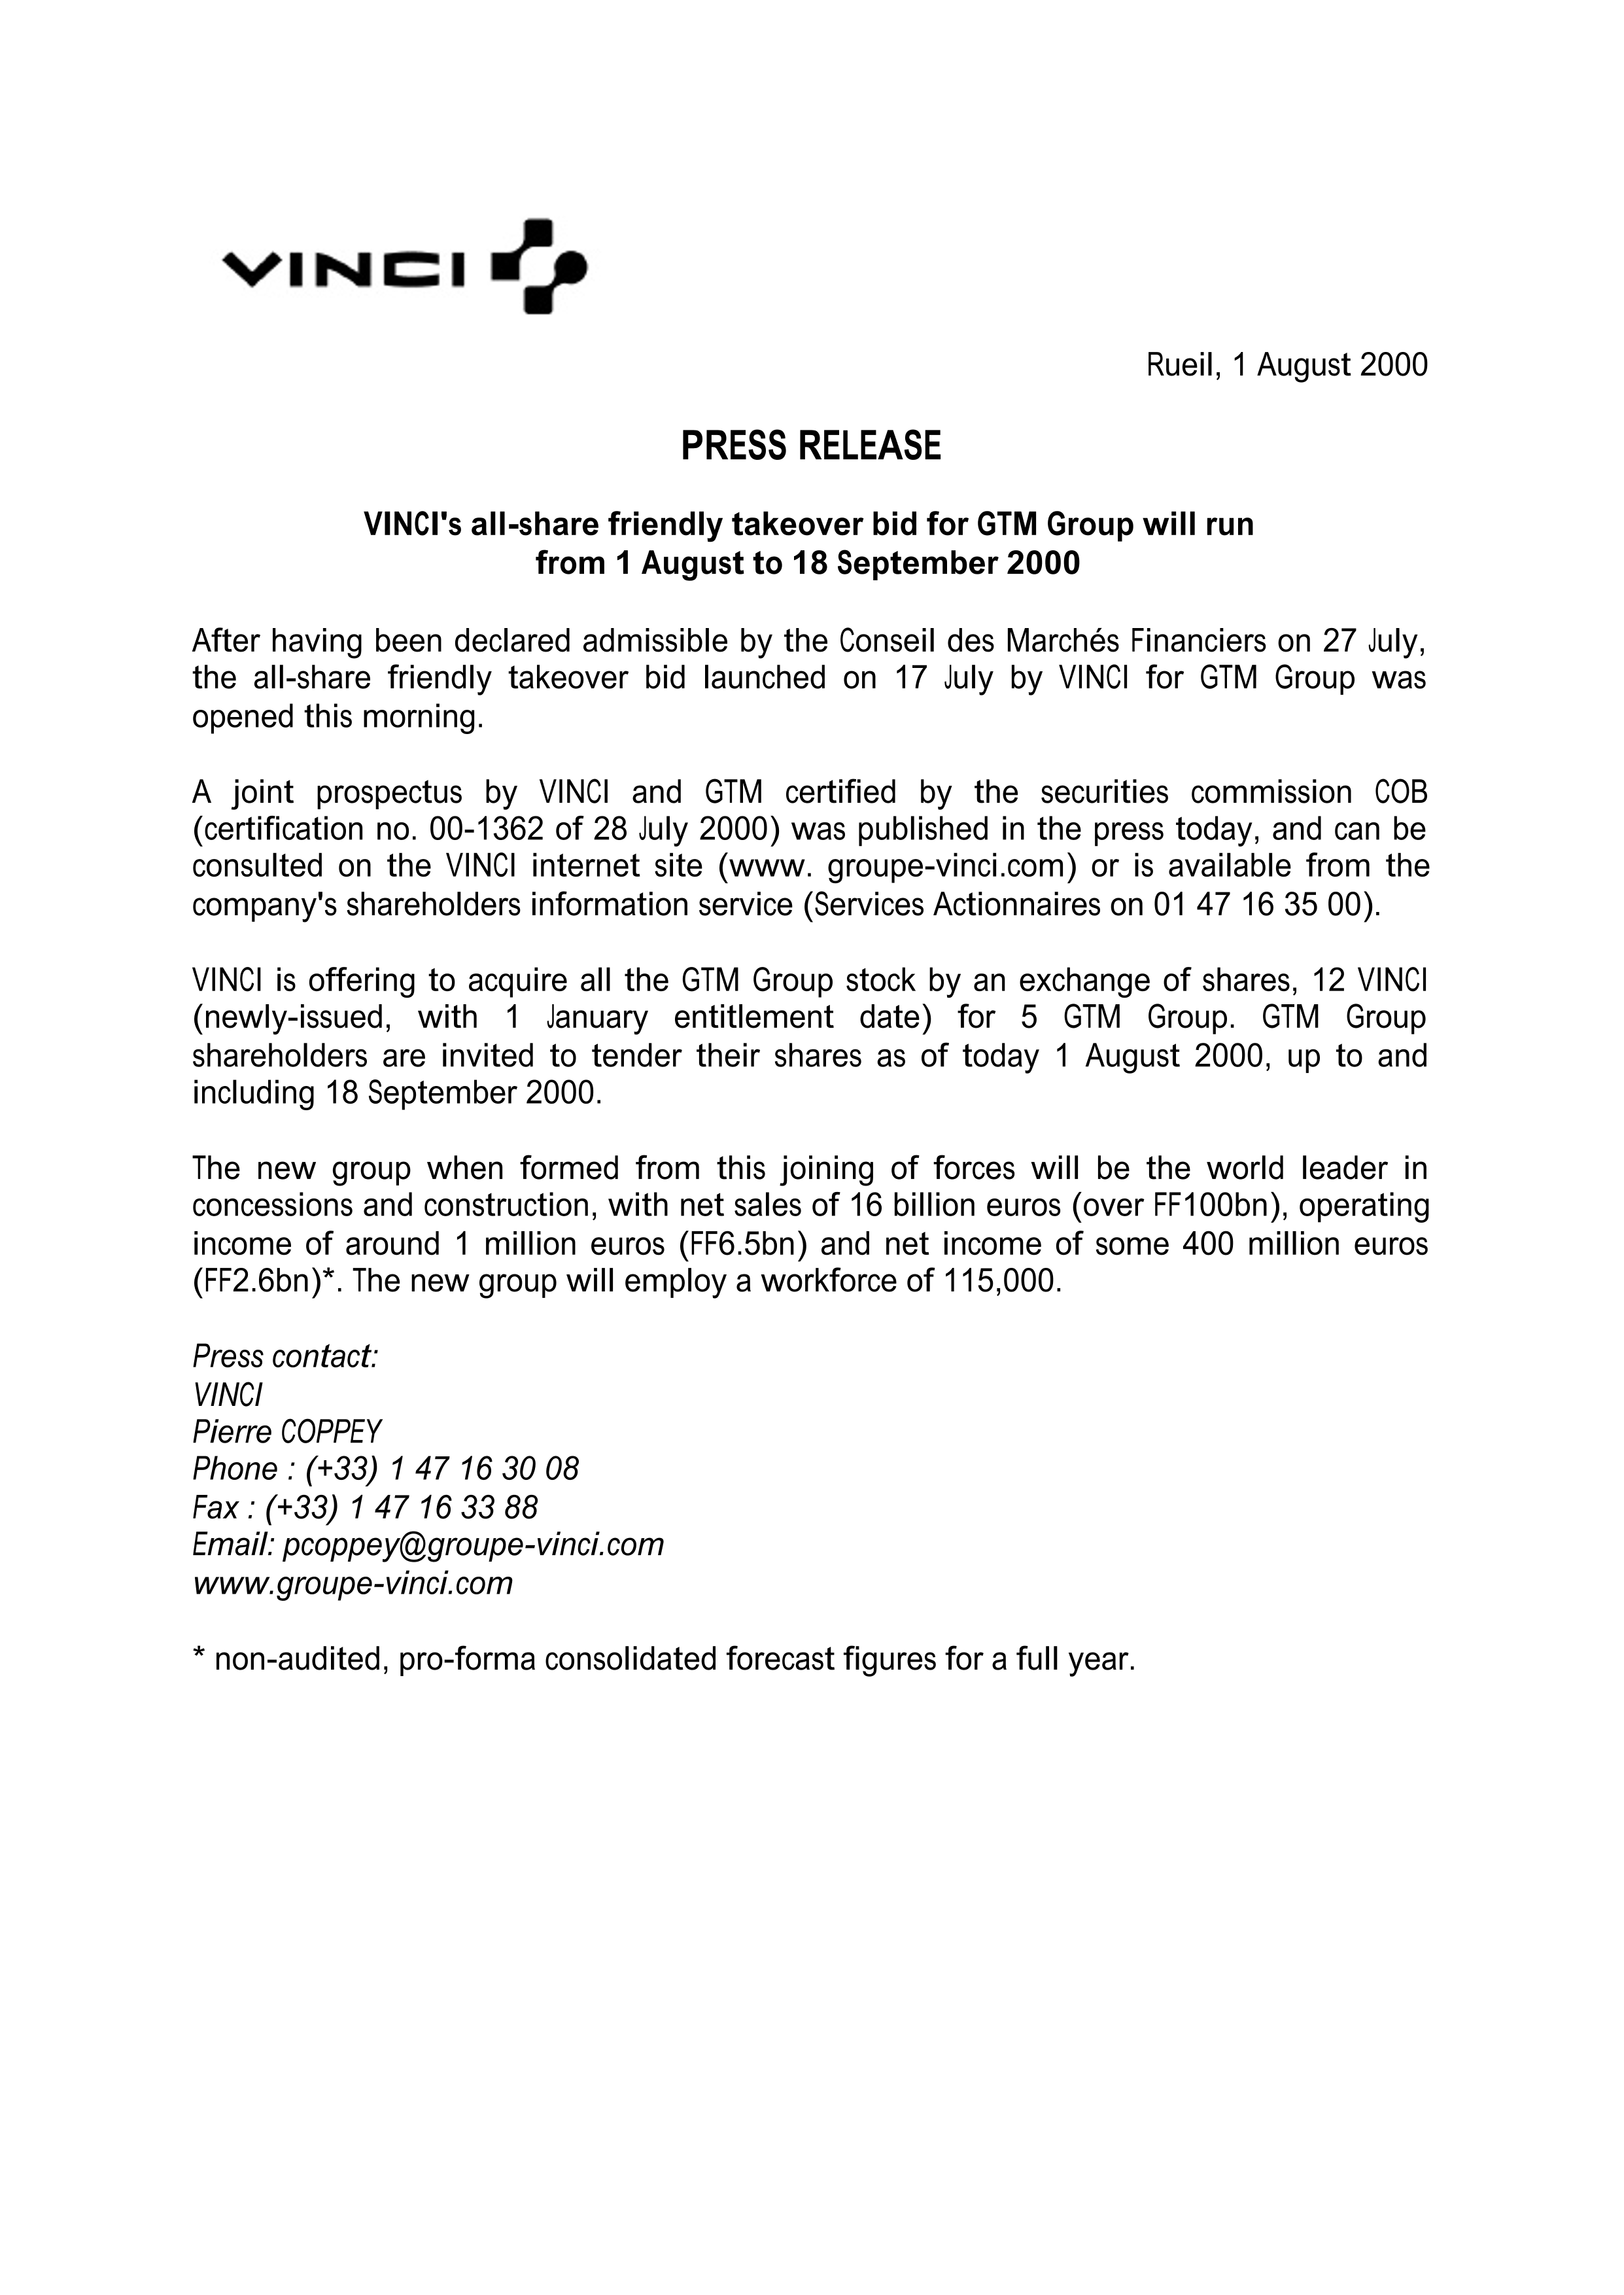 VINCI
Rueil, 1 August 2000
PRESS RELEASE
VINCI's all-share friendly takeover bid for GTM Group will run
from 1 August to 18 September 2000
After having been declared admissible by the Conseil des Marchés Financiers on 27 July,
the all-share friendly takeover bid launched on 17 July by VINCI for GTM Group was
opened this morning.
A joint prospectus by VINCI and GTM certified by the securities commission COB
(certification no. 00-1362 of 28 July 2000) was published in the press today, and can be
consulted on the VINCI internet site (www. groupe-vinci.com) or is available from the
company's shareholders information service (Services Actionnaires on 01 47 16 35 00).
VINCI is offering to acquire all the GTM Group stock by an exchange of shares, 12 VINCI
(newly-issued, with 1 January entitlement date) for 5 GTM Group. GTM Group
shareholders are invited to tender their shares as of today 1 August 2000, up to and
including 18 September 2000.
The new group when formed from this joining of forces will be the world leader in
concessions and construction, with net sales of 16 billion euros (over FF100bn), operating
income of around 1 million euros (FF6.5bn) and net income of some 400 million euros
(FF2.6bn)*. The new group will employ a workforce of 115,000.
Press contact:
VINCI
Pierre COPPEY
Phone : (+33) 1 47 16 30 08
Fax : (+33) 1 47 16 33 88
Email: pcoppey@groupe-vinci.com
www.groupe-vinci.com
* non-audited, pro-forma consolidated forecast figures for a full year.